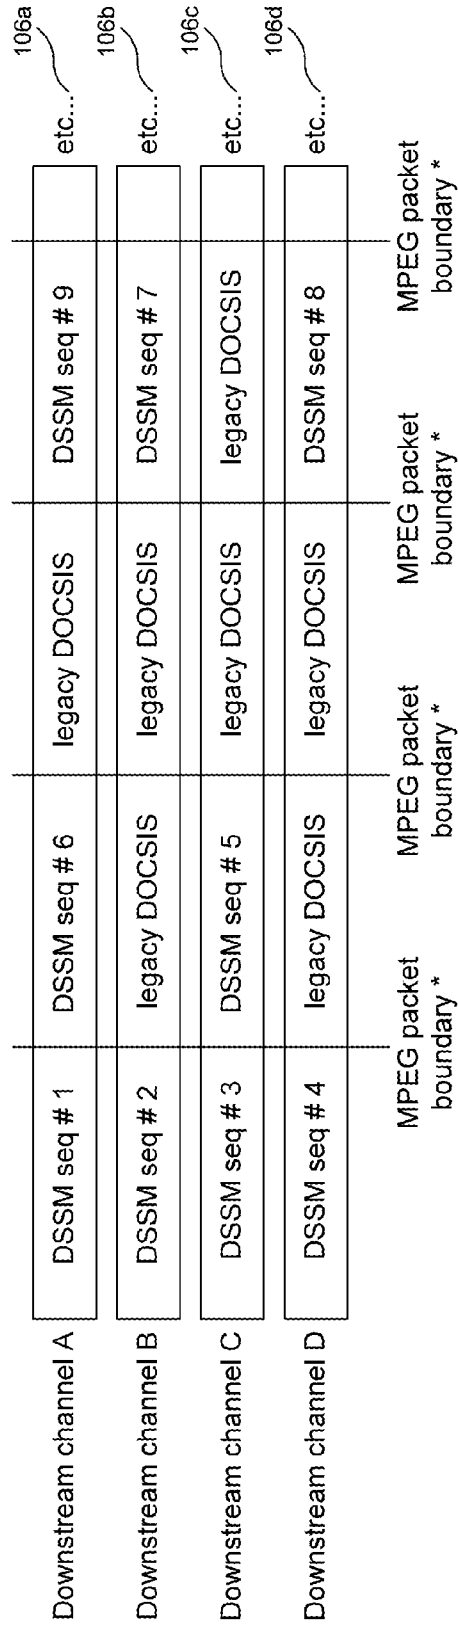 106a
106b
106c
106d
Downstream channel A
DSSM seq # 1
DSSM seq # 6
legacy DOCSIS
DSSM seq # 9
etc...
Downstream channel B
DSSM seq # 2
legacy DOCSIS
legacy DOCSIS
DSSM seq # 7
etc...
Downstream channel C
DSSM seq # 3
DSSM seq # 5
legacy DOCSIS
legacy DOCSIS
etc...
Downstream channel D
DSSM seq # 4
legacy DOCSIS
legacy DOCSIS
DSSM seq # 8
etc...
MPEG packet
boundary *
MPEG packet
boundary *
MPEG packet
boundary *
MPEG packet
boundary *